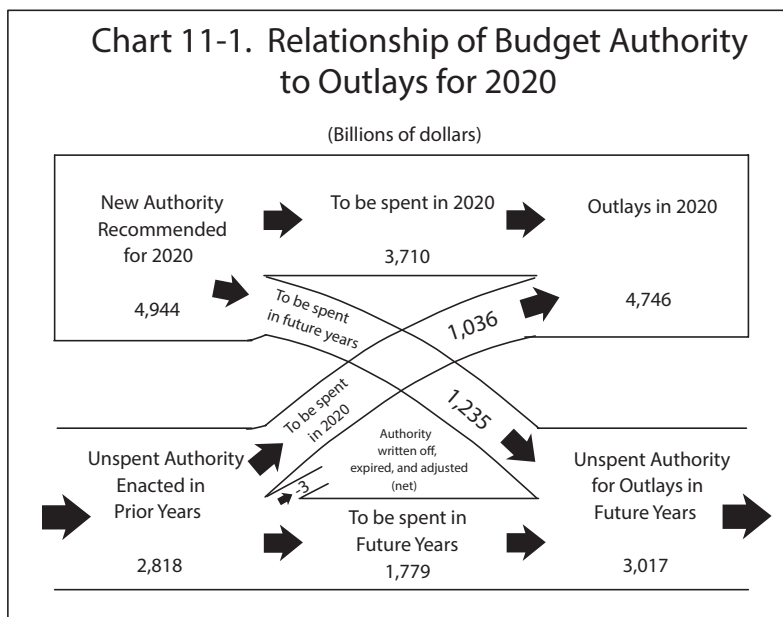 Chart 11-1. Relationship of Budget Authority
to Outlays for 2020
(Billions of dollars)
New Authority
Recommended
for 2020
4,944
To be spent in 2020
3,710
Outlays in 2020
4,746
To be spent
in future years
1,036
To be spent
in 2020
1,235
Authority
written off,
expired, and adjusted
(net)
-3
Unspent Authority
Enacted in
Prior Years
2,818
To be spent in
Future Years
1,779
Unspent Authority
for Outlays in
Future Years
3,017